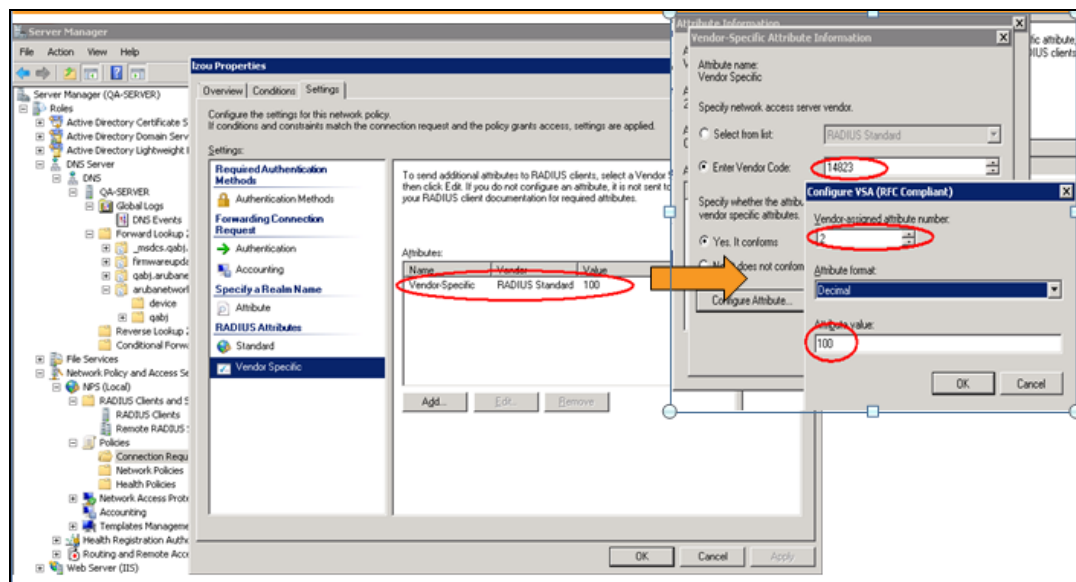 Server Manager
File Action View Help
Server Manager (QA-SERVER)
Roles
Active Directory Certificate S
Active Directory Domain Serv
Active Directory Lightweight
DNS Server
DNS
QA-SERVER
Global Logs
DNS Events
Forward Lookup
_msdcs.qabj.
firmwareupda
qabj.arubane
arubanetwork
device
qabj
Reverse Lookup
Conditional Forw
File Services
Network Policy and Access Se
NPS (Local)
RADIUS Clients and S
RADIUS Clients
Remote RADIUS
Policies
Connection Requ
Network Policies
Health Policies
Network Access Prote
Accounting
Templates Manageme
Health Registration Autho
Routing and Remote Acce
Web Server (IIS)
Izou Properties
Overview Conditions Settings
Configure the settings for this network policy.
If conditions and constraints match the connection request and the policy grants access, settings are applied.
Settings:
Required Authentication
Methods
Authentication Methods
Forwarding Connection
Request
Authentication
Accounting
Specify a Realm Name
Attribute
RADIUS Attributes
Standard
Vendor Specific
To send additional attributes to RADIUS clients, select a Vendor S
then click Edit. If you do not configure an attribute, it is not sent to
your RADIUS client documentation for required attributes.
Attributes:
Name Vendor Value
Vendor-Specific RADIUS Standard 100
Add... Edit... Remove
OK Cancel Apply
Attribute Information
Vendor-Specific Attribute Information
Attribute name:
Vendor Specific
Specify network access server vendor.
Select from list: RADIUS Standard
Enter Vendor Code: 14823
Specify whether the attribu
vendor specific attributes.
Yes. It conforms
does not conform
Configure Attribute...
fic attribute,
IUS clients
Configure VSA (RFC Compliant)
Vendor-assigned attribute number:
2
Attribute format:
Decimal
Attribute value:
100
OK Cancel